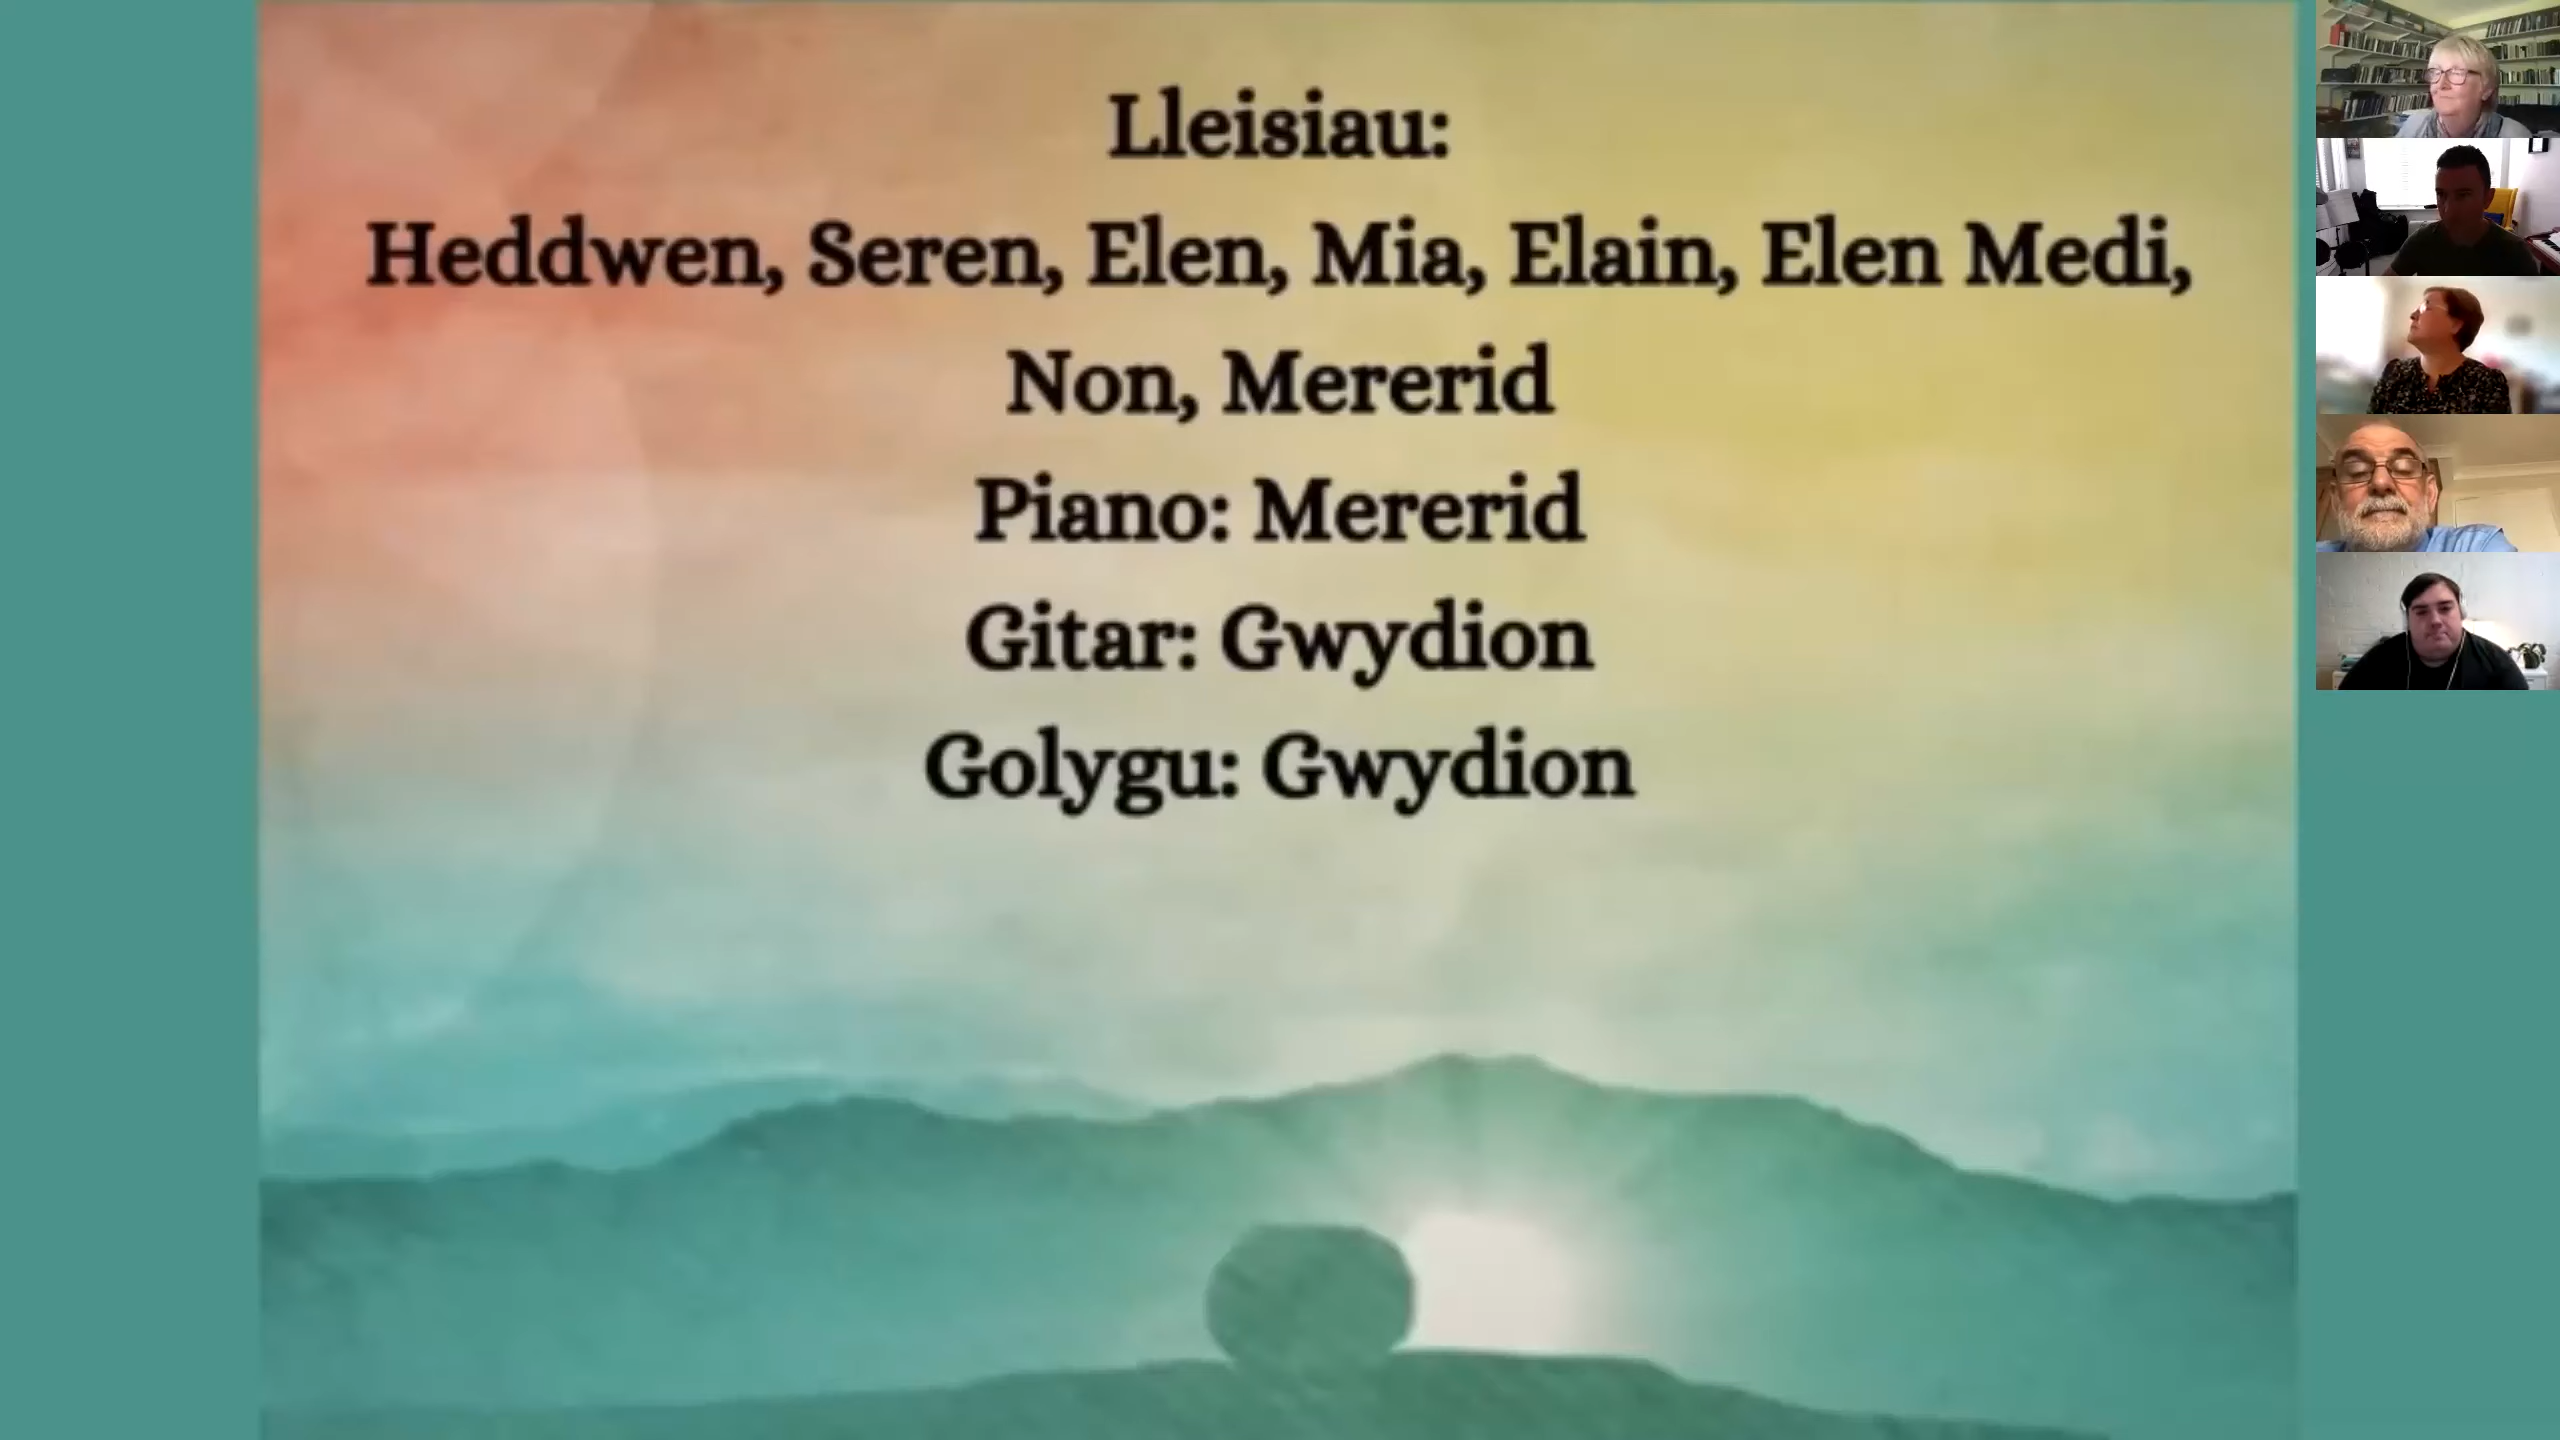 Lleisiau:
Heddwen, Seren, Elen, Mia, Elain, Elen Medi,
Non, Mererid
Piano: Mererid
Gitar: Gwydion
Golygu: Gwydion